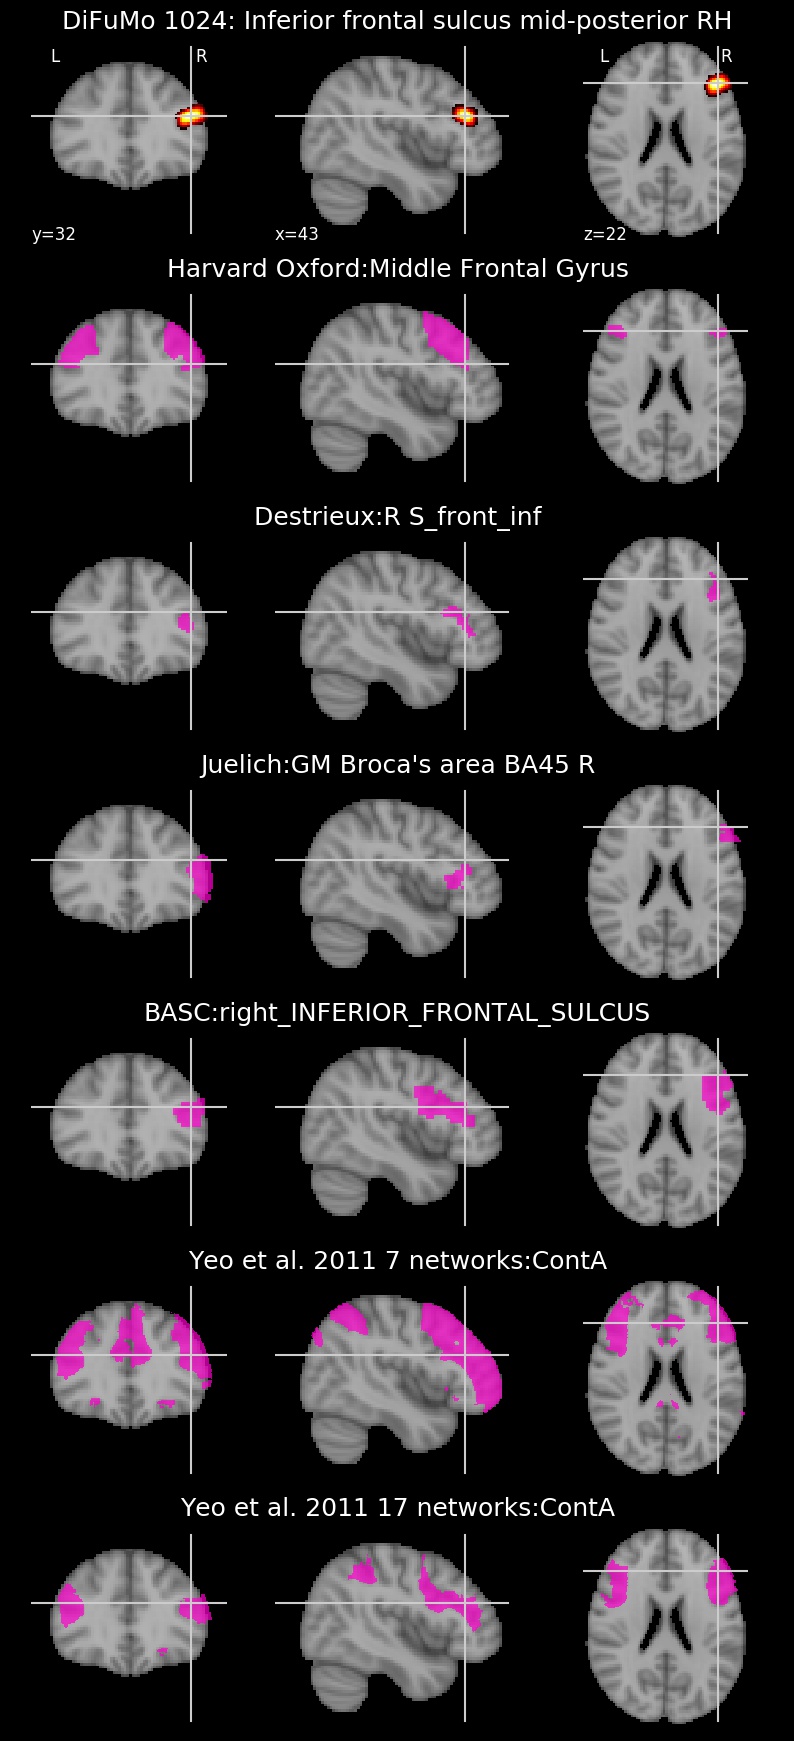 DiFuMo 1024: Inferior frontal sulcus mid-posterior RH
L R L R
y=32 x=43 z=22
Harvard Oxford:Middle Frontal Gyrus
Destrieux:R S_front_inf
Juelich:GM Broca's area BA45 R
BASC:right_INFERIOR_FRONTAL_SULCUS
Yeo et al. 2011 7 networks:ContA
Yeo et al. 2011 17 networks:ContA